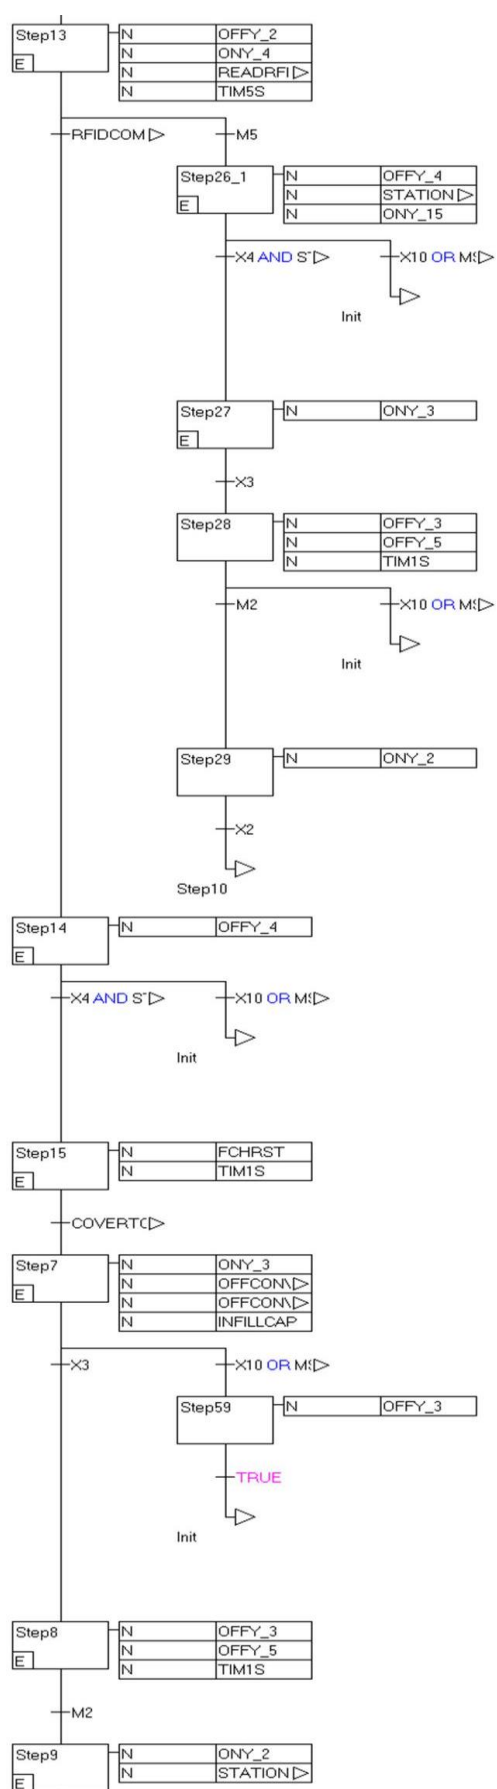 Step13 N OFFY_2
N ONY_4
E N READRFI
N TIM5S
RFIDCOM M5
Step26_1 N OFFY_4
N STATION
E N ONY_15
X4 AND S X10 OR M
Init
Step27 N ONY_3
E
X3
Step28 N OFFY_3
N OFFY_5
N TIM1S
M2 X10 OR M
Init
Step29 N ONY_2
X2
Step10
Step14 N OFFY_4
E
X4 AND S X10 OR M
Init
Step15 N FCHRST
E N TIM1S
COVERT
Step7 N ONY_3
N OFFCON
E N OFFCON
N INFILLCAP
X3 X10 OR M
Step59 N OFFY_3
TRUE
Init
Step8 N OFFY_3
N OFFY_5
E N TIM1S
M2
Step9 N ONY_2
E N STATION